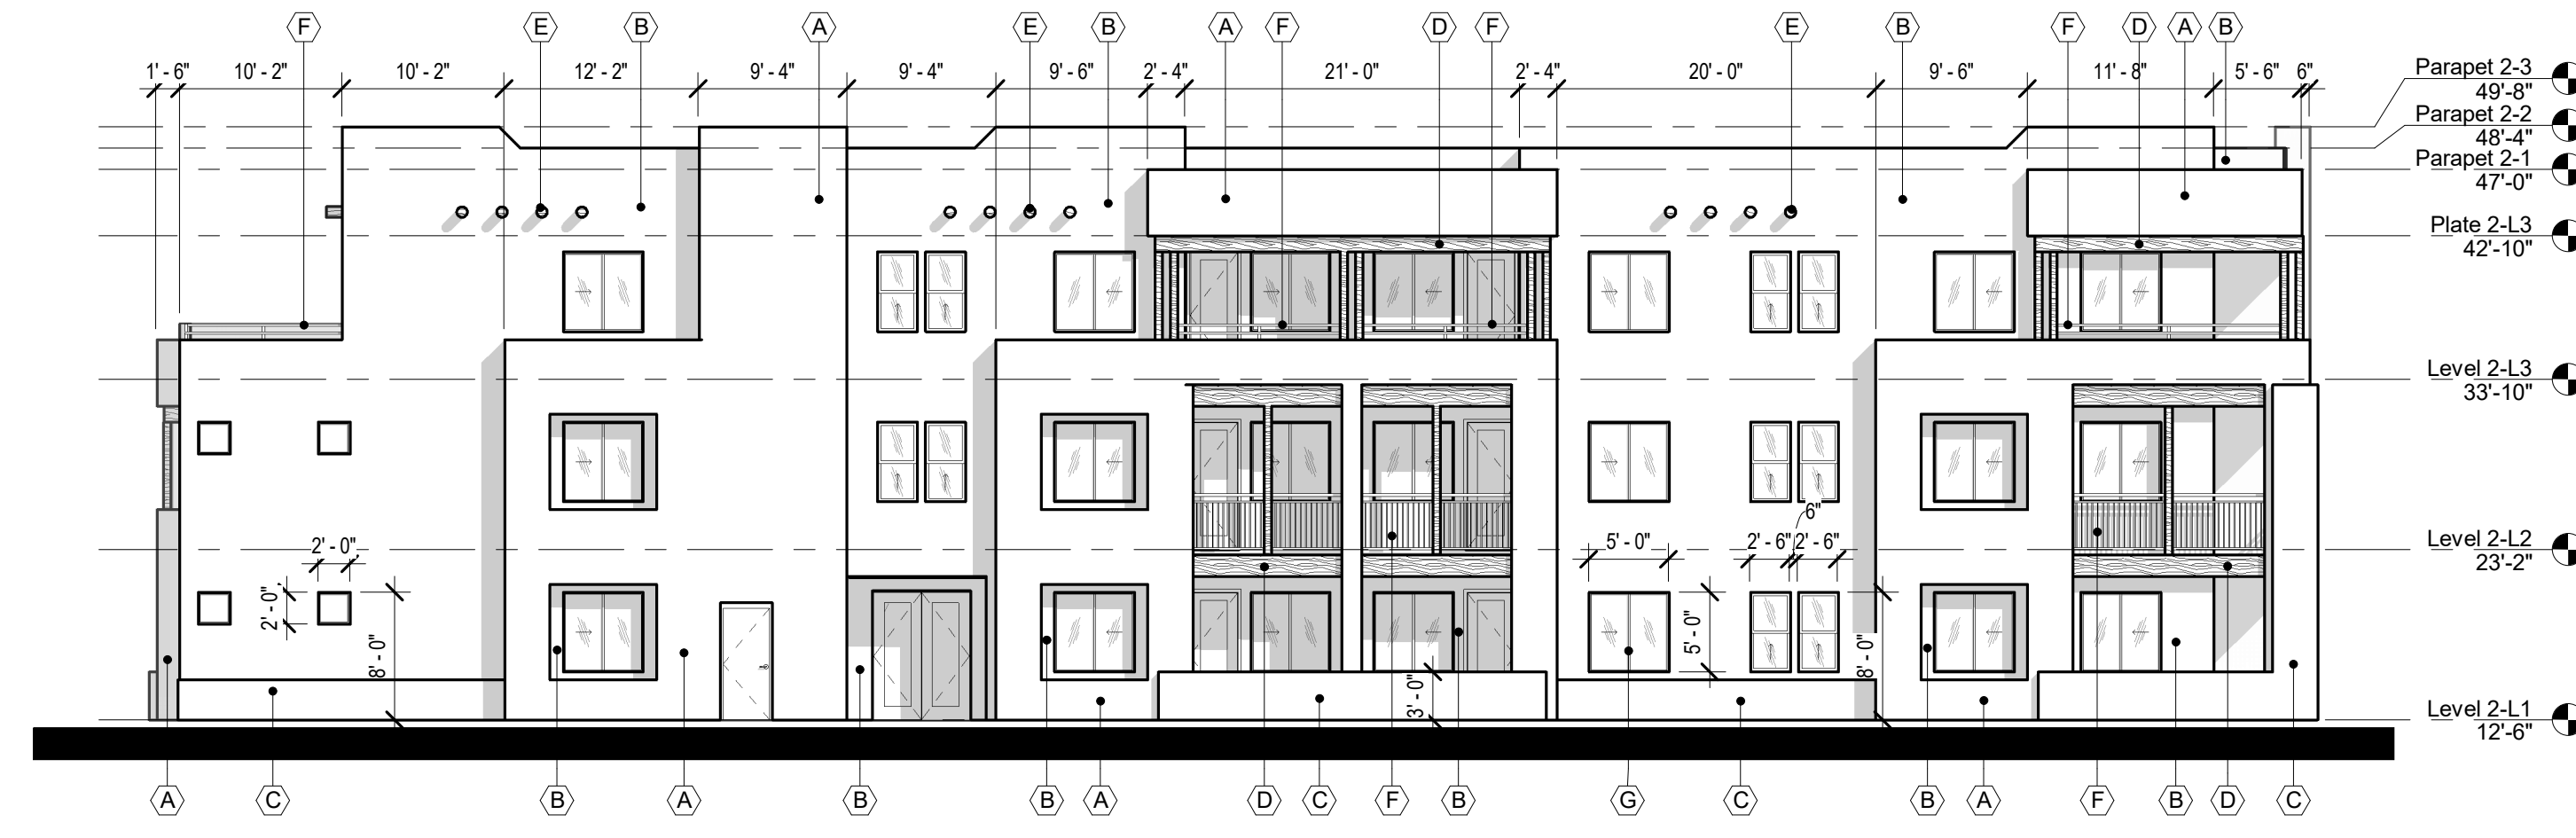 F E B A E B A F D F E B F D A B
1' - 6" 10' - 2" 10' - 2" 12' - 2" 9' - 4" 9' - 4" 9' - 6" 2' - 4" 21' - 0" 2' - 4" 20' - 0" 9' - 6" 11' - 8" 5' - 6" 6"
Parapet 2-3
49'-8"
Parapet 2-2
48'-4"
Parapet 2-1
47'-0"
Plate 2-L3
42'-10"
Level 2-L3
33'-10"
6"
2' - 0" 5' - 0" 2' - 6" 2' - 6"
Level 2-L2
23'-2"
2' - 0"
8' - 0"
3' - 0"
5' - 0"
8' - 0"
Level 2-L1
12'-6"
A C B A B B A D C F B G C B A F B D C